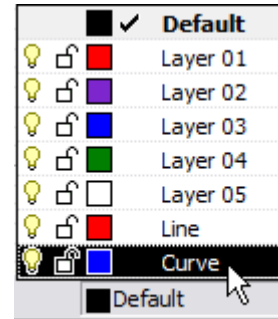 Default
Layer 01
Layer 02
Layer 03
Layer 04
Layer 05
Line
Curve
Default